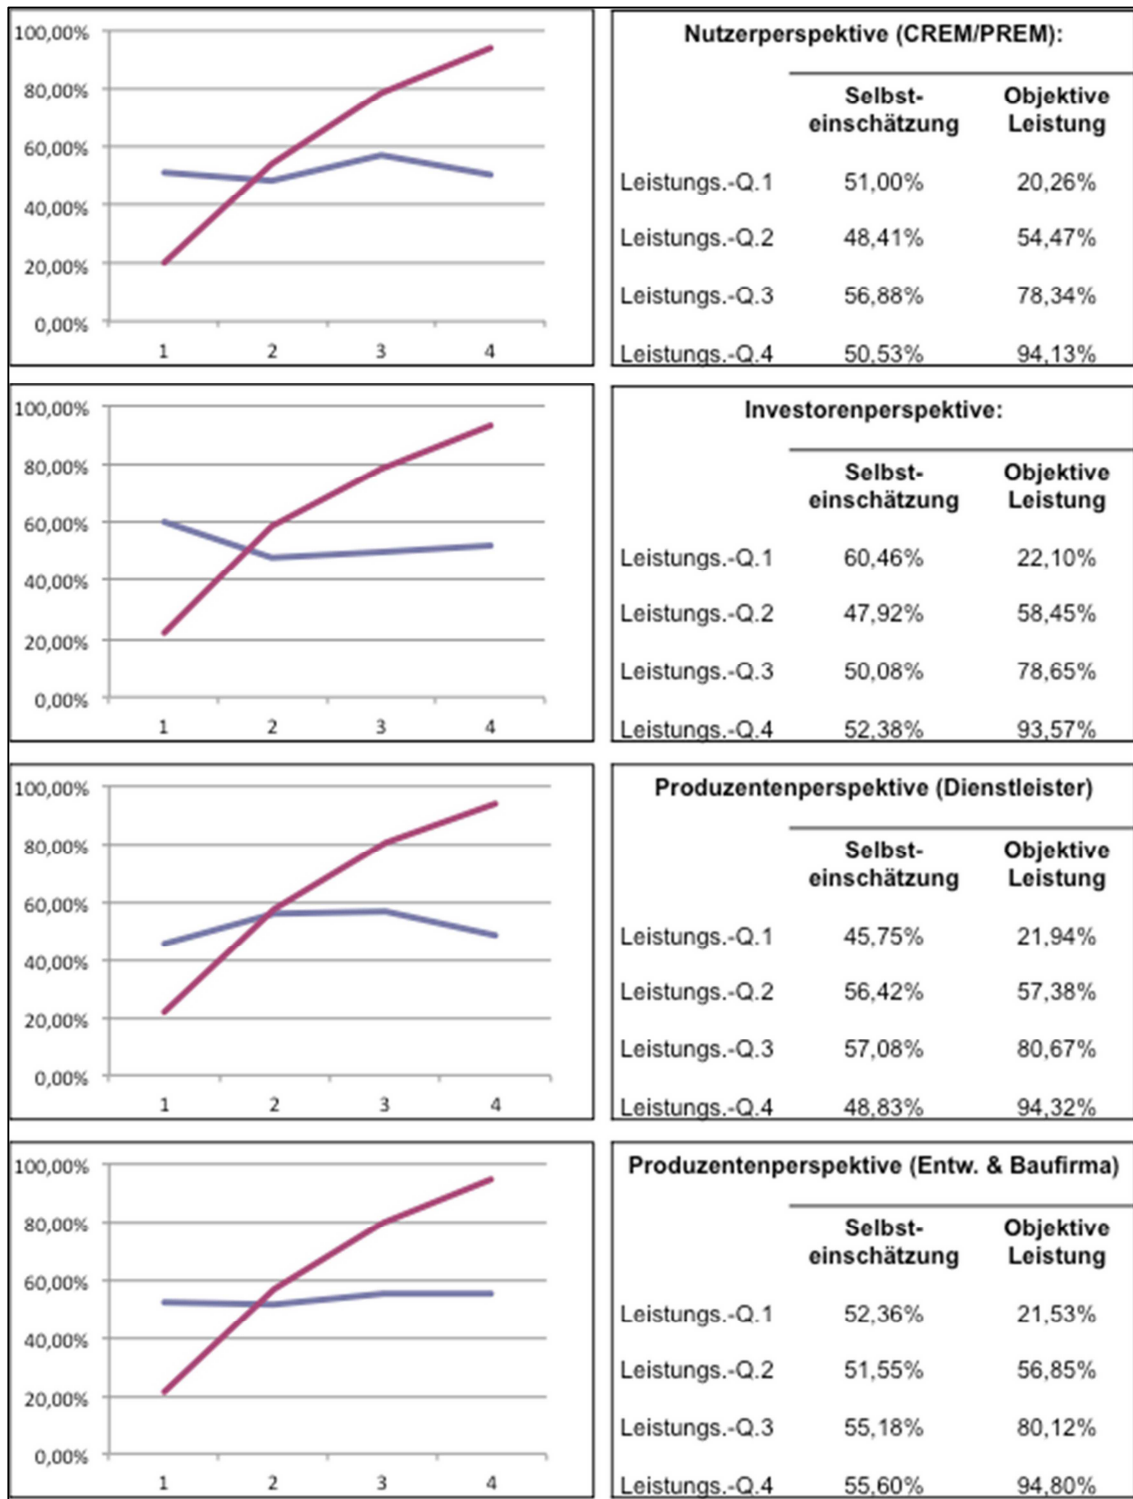 100,00%
80,00%
60,00%
40,00%
20,00%
0,00%
1 2 3 4
Nutzerperspektive (CREM/PREM):
Selbst- Objektive
einschätzung Leistung
Leistungs.-Q.1 51,00% 20,26%
Leistungs.-Q.2 48,41% 54,47%
Leistungs.-Q.3 56,88% 78,34%
Leistungs.-Q.4 50,53% 94,13%
100,00%
80,00%
60,00%
40,00%
20,00%
0,00%
1 2 3 4
Investorenperspektive:
Selbst- Objektive
einschätzung Leistung
Leistungs.-Q.1 60,46% 22,10%
Leistungs.-Q.2 47,92% 58,45%
Leistungs.-Q.3 50,08% 78,65%
Leistungs.-Q.4 52,38% 93,57%
100,00%
80,00%
60,00%
40,00%
20,00%
0,00%
1 2 3 4
Produzentenperspektive (Dienstleister)
Selbst- Objektive
einschätzung Leistung
Leistungs.-Q.1 45,75% 21,94%
Leistungs.-Q.2 56,42% 57,38%
Leistungs.-Q.3 57,08% 80,67%
Leistungs.-Q.4 48,83% 94,32%
100,00%
80,00%
60,00%
40,00%
20,00%
0,00%
1 2 3 4
Produzentenperspektive (Entw. & Baufirma)
Selbst- Objektive
einschätzung Leistung
Leistungs.-Q.1 52,36% 21,53%
Leistungs.-Q.2 51,55% 56,85%
Leistungs.-Q.3 55,18% 80,12%
Leistungs.-Q.4 55,60% 94,80%